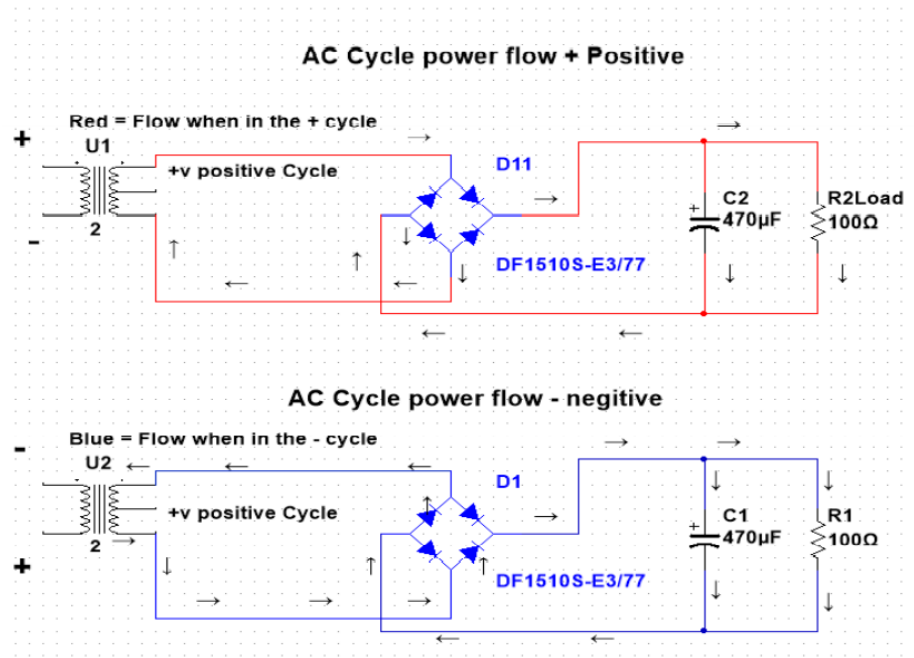 AC Cycle power flow + Positive
Red = Flow when in the + cycle
+
U1
+v positive Cycle
D11
C2
R2Load
+
470µF
100Ω
2
-
DF1510S-E3/77
AC Cycle power flow - negitive
Blue = Flow when in the - cycle
-
U2
D1
+v positive Cycle
C1
R1
+
470µF
100Ω
2
+
DF1510S-E3/77